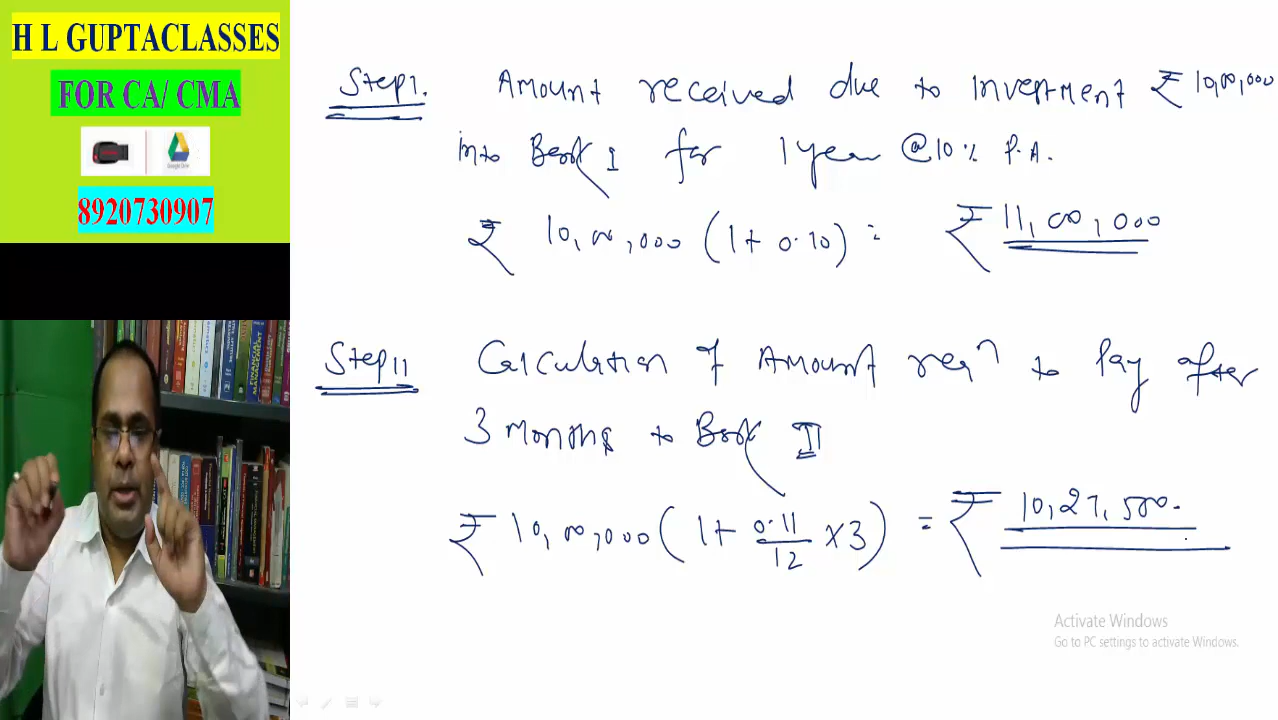 H L GUPTACLASSES
FOR CA/ CMA
8920730907
Step I. Amount received due to Investment ₹ 10,00,000
into Bank I for 1 year @ 10 % P.A.
₹ 10,00,000 (1+ 0.10) = ₹ 11,00,000
Step II Calculation of Amount reqd to Pay after
3 Months to Bank II
₹ 10,00,000 (1+ 0.11/12 × 3) = ₹ 10,27,500.
Activate Windows
Go to PC settings to activate Windows.
FINANCIAL
MANAGEMENT